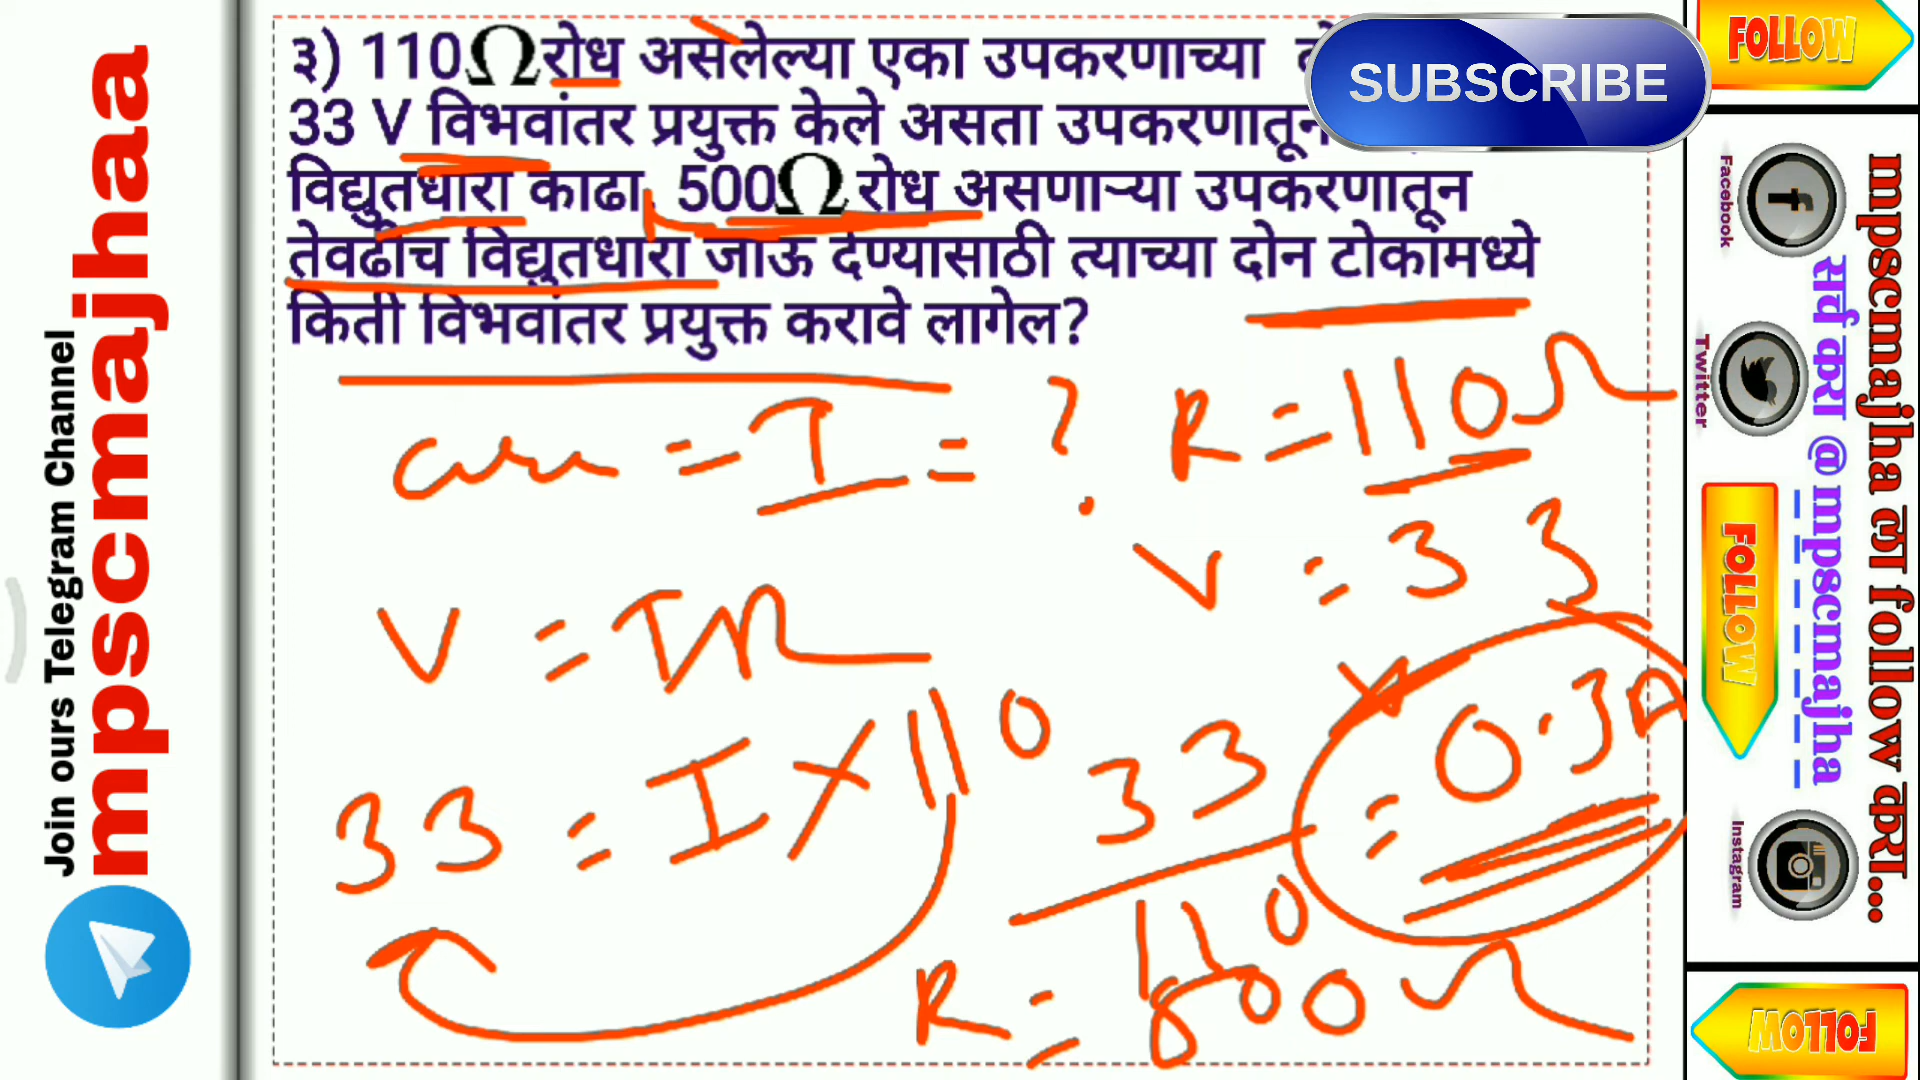 ३) 110Ω रोध असलेल्या एका उपकरणाच्या
33 V विभवांतर प्रयुक्त केले असता उपकरणातून
विद्युतधारा काढा. 500Ω रोध असणाऱ्या उपकरणातून
तेवढीच विद्युतधारा जाऊ देण्यासाठी त्याच्या दोन टोकांमध्ये
किती विभवांतर प्रयुक्त करावे लागेल?
= I = ? R = 110Ω
V = 33
V = IR
33 = I × 110
33
110
= 0.3A
R = 500Ω
SUBSCRIBE
Join ours Telegram Channel
mpscmajhaa
FOLLOW
Facebook
Twitter
Instagram
FOLLOW
सर्च करा @mpscmajha
mpscmajha ला follow करा...
FOLLOW